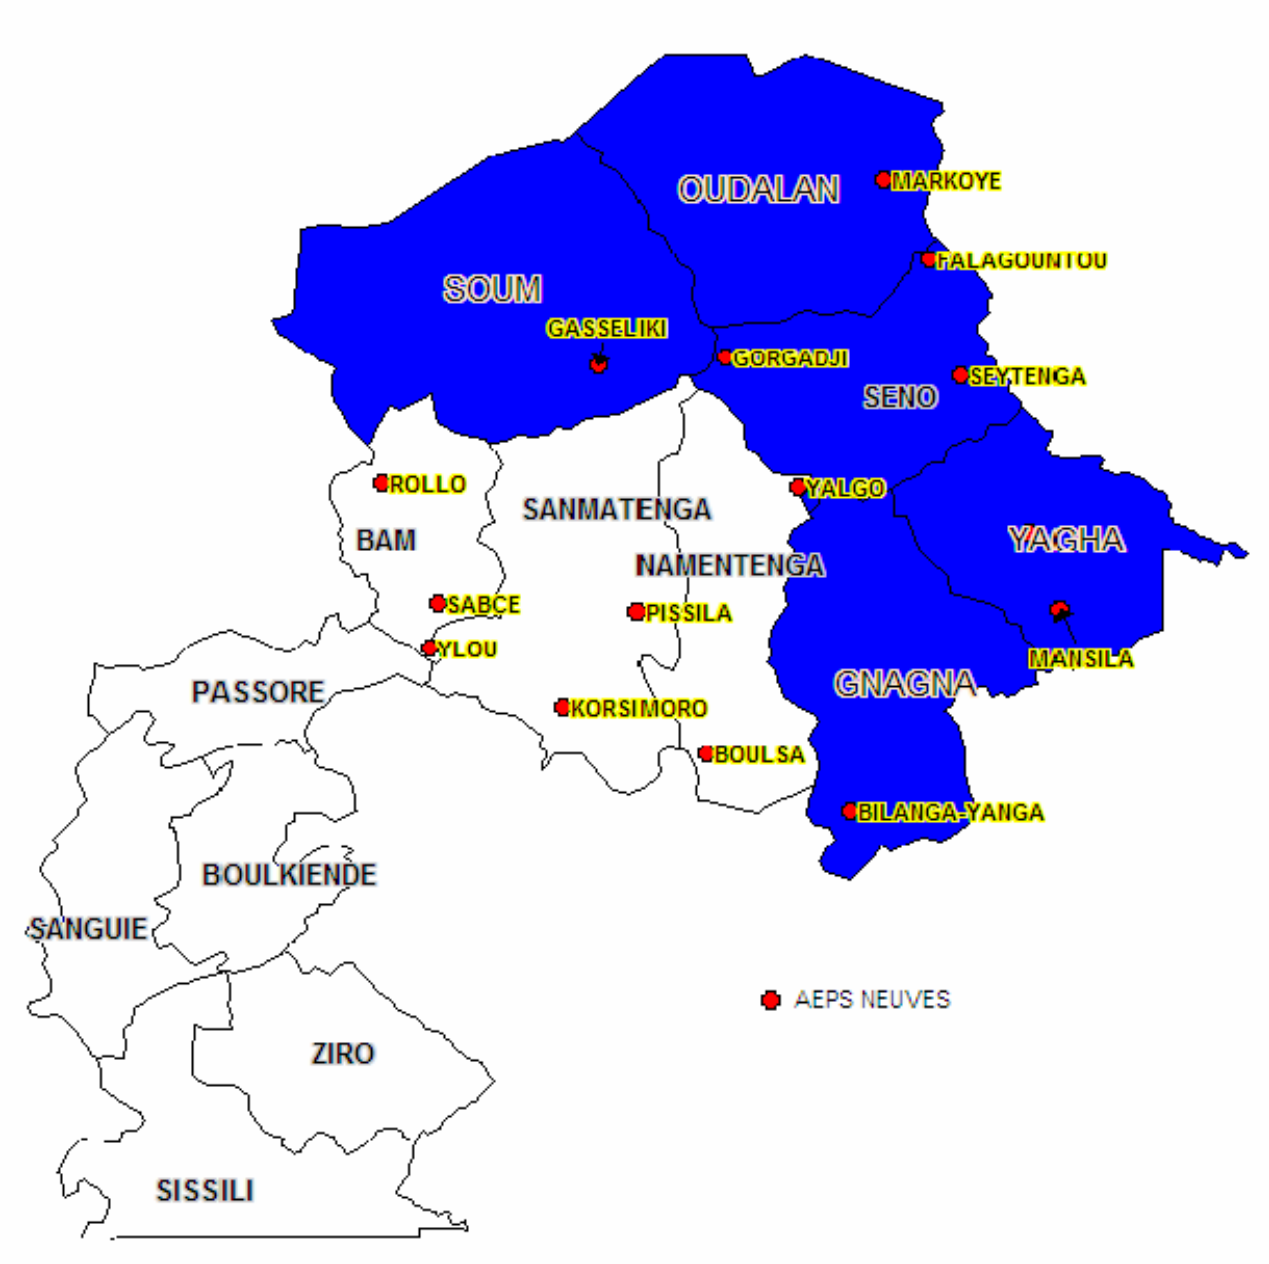 OUDALAN
MARKOYE
FALAGOUNTOU
SOUM
GASSELIKI
GORGADJI
SEYTENGA
SENO
ROLLO
YALGO
SANMATENGA
BAM
YAGHA
NAMENTENGA
SABCE
PISSILA
YLOU
MANSILA
GNAGNA
PASSORE
KORSIMORO
BOULSA
BILANGA-YANGA
BOULKIENDE
SANGUIE
AEPS NEUVES
ZIRO
SISSILI